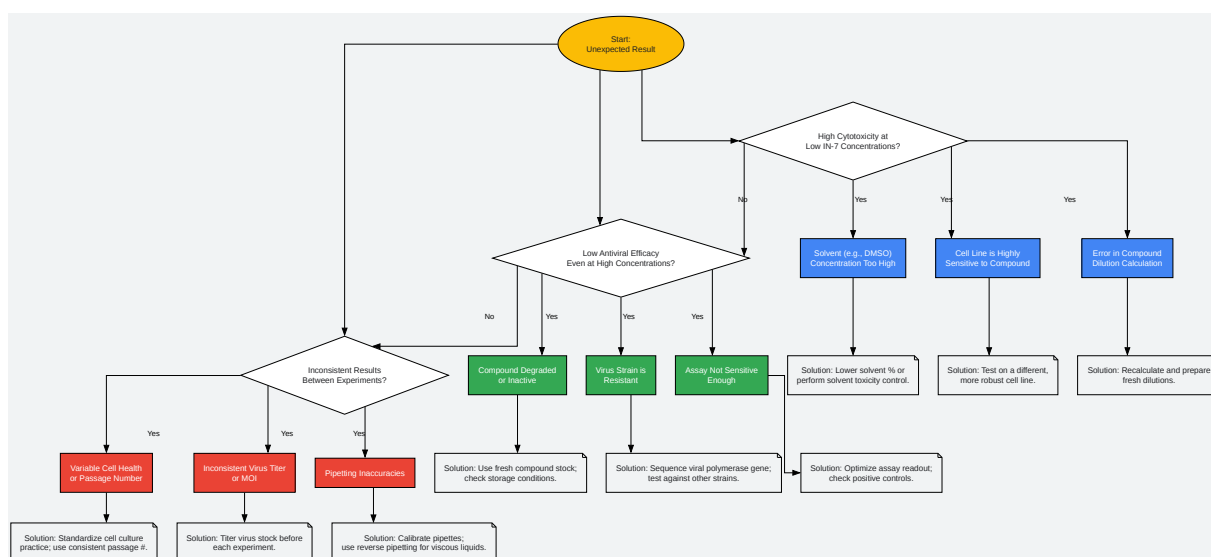 Start:
Unexpected Result
High Cytotoxicity at
Low IN-7 Concentrations?
No
Yes
Yes
Yes
Low Antiviral Efficacy
Even at High Concentrations?
Solvent (e.g., DMSO)
Concentration Too High
Cell Line is Highly
Sensitive to Compound
Error in Compound
Dilution Calculation
No
Yes
Yes
Yes
Inconsistent Results
Between Experiments?
Compound Degraded
or Inactive
Virus Strain is
Resistant
Assay Not Sensitive
Enough
Solution: Lower solvent % or
perform solvent toxicity control.
Solution: Test on a different,
more robust cell line.
Solution: Recalculate and prepare
fresh dilutions.
Yes
Yes
Yes
Variable Cell Health
or Passage Number
Inconsistent Virus Titer
or MOI
Pipetting Inaccuracies
Solution: Use fresh compound stock;
check storage conditions.
Solution: Sequence viral polymerase gene;
test against other strains.
Solution: Optimize assay readout;
check positive controls.
Solution: Standardize cell culture
practice; use consistent passage #.
Solution: Titer virus stock before
each experiment.
Solution: Calibrate pipettes;
use reverse pipetting for viscous liquids.